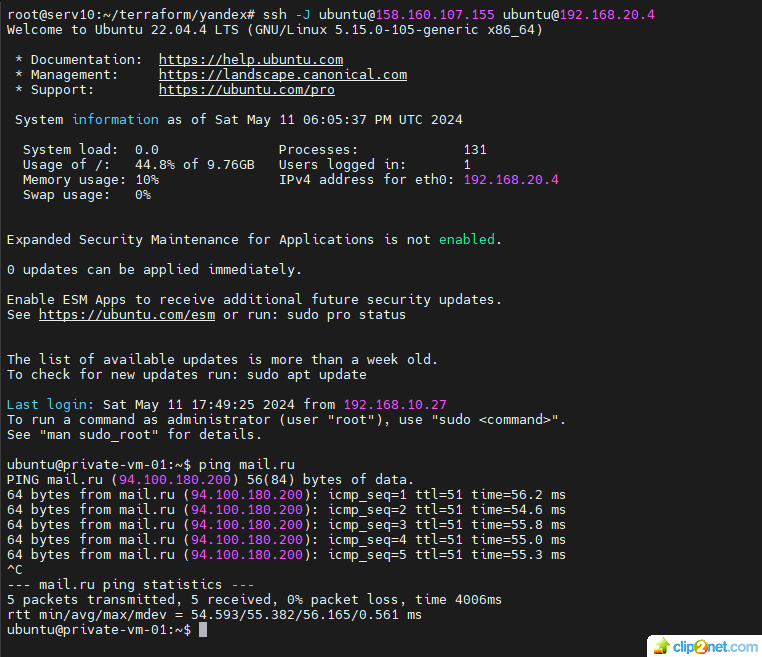 root@serv10:~/terraform/yandex# ssh -J ubuntu@158.160.107.155 ubuntu@192.168.20.4
Welcome to Ubuntu 22.04.4 LTS (GNU/Linux 5.15.0-105-generic x86_64)
* Documentation:  https://help.ubuntu.com
* Management:     https://landscape.canonical.com
* Support:        https://ubuntu.com/pro
System information as of Sat May 11 06:05:37 PM UTC 2024
System load:  0.0               Processes:             131
Usage of /:   44.8% of 9.76GB   Users logged in:       1
Memory usage: 10%               IPv4 address for eth0: 192.168.20.4
Swap usage:   0%
Expanded Security Maintenance for Applications is not enabled.
0 updates can be applied immediately.
Enable ESM Apps to receive additional future security updates.
See https://ubuntu.com/esm or run: sudo pro status
The list of available updates is more than a week old.
To check for new updates run: sudo apt update
Last login: Sat May 11 17:49:25 2024 from 192.168.10.27
To run a command as administrator (user "root"), use "sudo <command>".
See "man sudo_root" for details.
ubuntu@private-vm-01:~$ ping mail.ru
PING mail.ru (94.100.180.200) 56(84) bytes of data.
64 bytes from mail.ru (94.100.180.200): icmp_seq=1 ttl=51 time=56.2 ms
64 bytes from mail.ru (94.100.180.200): icmp_seq=2 ttl=51 time=54.6 ms
64 bytes from mail.ru (94.100.180.200): icmp_seq=3 ttl=51 time=55.8 ms
64 bytes from mail.ru (94.100.180.200): icmp_seq=4 ttl=51 time=55.0 ms
64 bytes from mail.ru (94.100.180.200): icmp_seq=5 ttl=51 time=55.3 ms
^C
--- mail.ru ping statistics ---
5 packets transmitted, 5 received, 0% packet loss, time 4006ms
rtt min/avg/max/mdev = 54.593/55.382/56.165/0.561 ms
ubuntu@private-vm-01:~$
clip2net.com